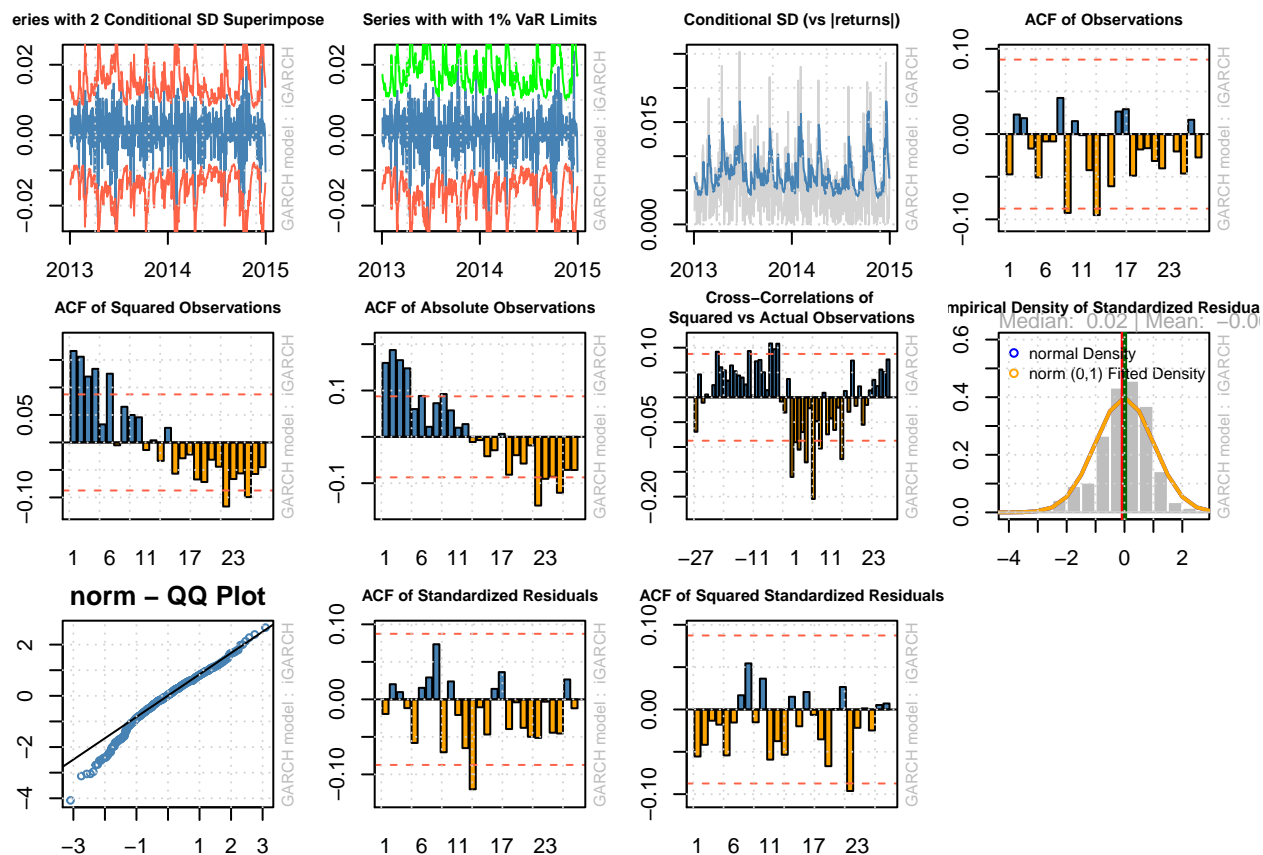 eries with 2 Conditional SD Superimpose
0.02
0.00
−0.02
2013 2014 2015
GARCH model : iGARCH
Series with with 1% VaR Limits
0.02
0.00
−0.02
2013 2014 2015
GARCH model : iGARCH
Conditional SD (vs |returns|)
0.015
0.000
2013 2014 2015
GARCH model : iGARCH
ACF of Observations
0.10
0.00
−0.10
1 6 11 17 23
GARCH model : iGARCH
ACF of Squared Observations
0.05
−0.10
1 6 11 17 23
GARCH model : iGARCH
ACF of Absolute Observations
0.1
−0.1
1 6 11 17 23
GARCH model : iGARCH
Cross−Correlations of
Squared vs Actual Observations
0.10
−0.05
−0.20
−27 −11 1 11 23
GARCH model : iGARCH
mpirical Density of Standardized Residua
Median: 0.02 | Mean: −0.0
normal Density
norm (0,1) Fitted Density
0.6
0.4
0.2
0.0
−4 −2 0 2
GARCH model : iGARCH
norm − QQ Plot
2
0
−2
−4
−3 −1 1 2 3
GARCH model : iGARCH
ACF of Standardized Residuals
0.10
0.00
−0.10
1 6 11 17 23
GARCH model : iGARCH
ACF of Squared Standardized Residuals
0.10
0.00
−0.10
1 6 11 17 23
GARCH model : iGARCH